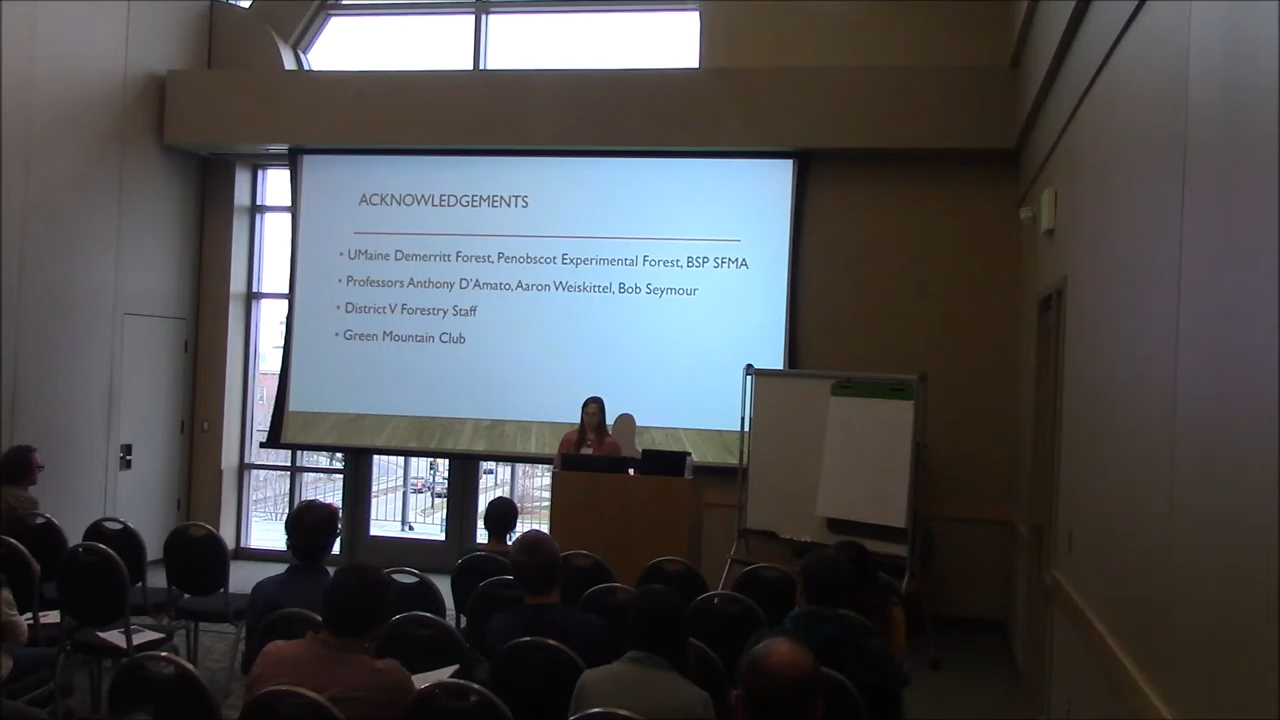 ACKNOWLEDGEMENTS
• UMaine Demerritt Forest, Penobscot Experimental Forest, BSP SFMA
• Professors Anthony D'Amato, Aaron Weiskittel, Bob Seymour
• District V Forestry Staff
• Green Mountain Club